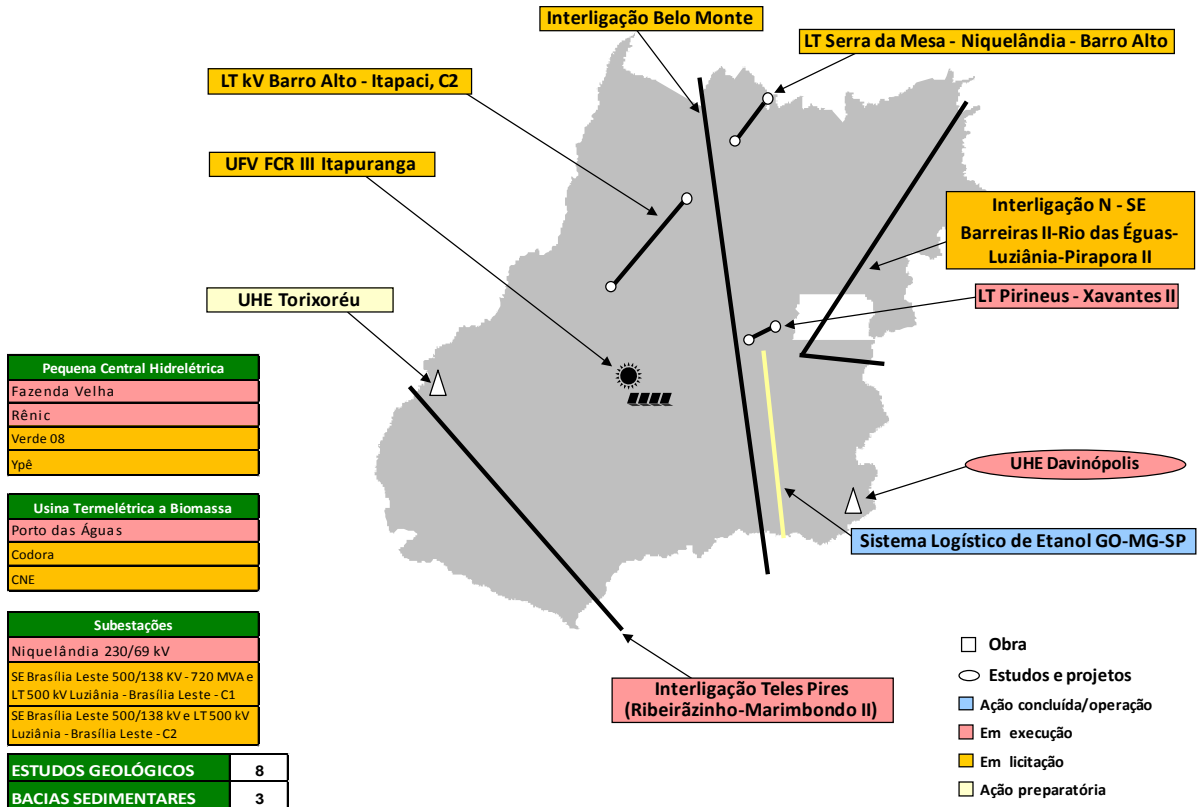 Interligação Belo Monte
LT Serra da Mesa - Niquelândia - Barro Alto
LT kV Barro Alto - Itapaci, C2
UFV FCR III Itapuranga
Interligação N - SE
Barreiras II-Rio das Éguas-
Luziânia-Pirapora II
UHE Torixoréu
LT Pirineus - Xavantes II
Pequena Central Hidrelétrica
Fazenda Velha
Rênic
Verde 08
Ypê
UHE Davinópolis
Usina Termelétrica a Biomassa
Porto das Águas
Codora
CNE
Sistema Logístico de Etanol GO-MG-SP
Subestações
Niquelândia 230/69 kV
SE Brasília Leste 500/138 KV - 720 MVA e
LT 500 kV Luziânia - Brasília Leste - C1
SE Brasília Leste 500/138 kV e LT 500 kV
Luziânia - Brasília Leste - C2
Interligação Teles Pires
(Ribeirãzinho-Marimbondo II)
ESTUDOS GEOLÓGICOS 8
BACIAS SEDIMENTARES 3
Obra
Estudos e projetos
Ação concluída/operação
Em execução
Em licitação
Ação preparatória